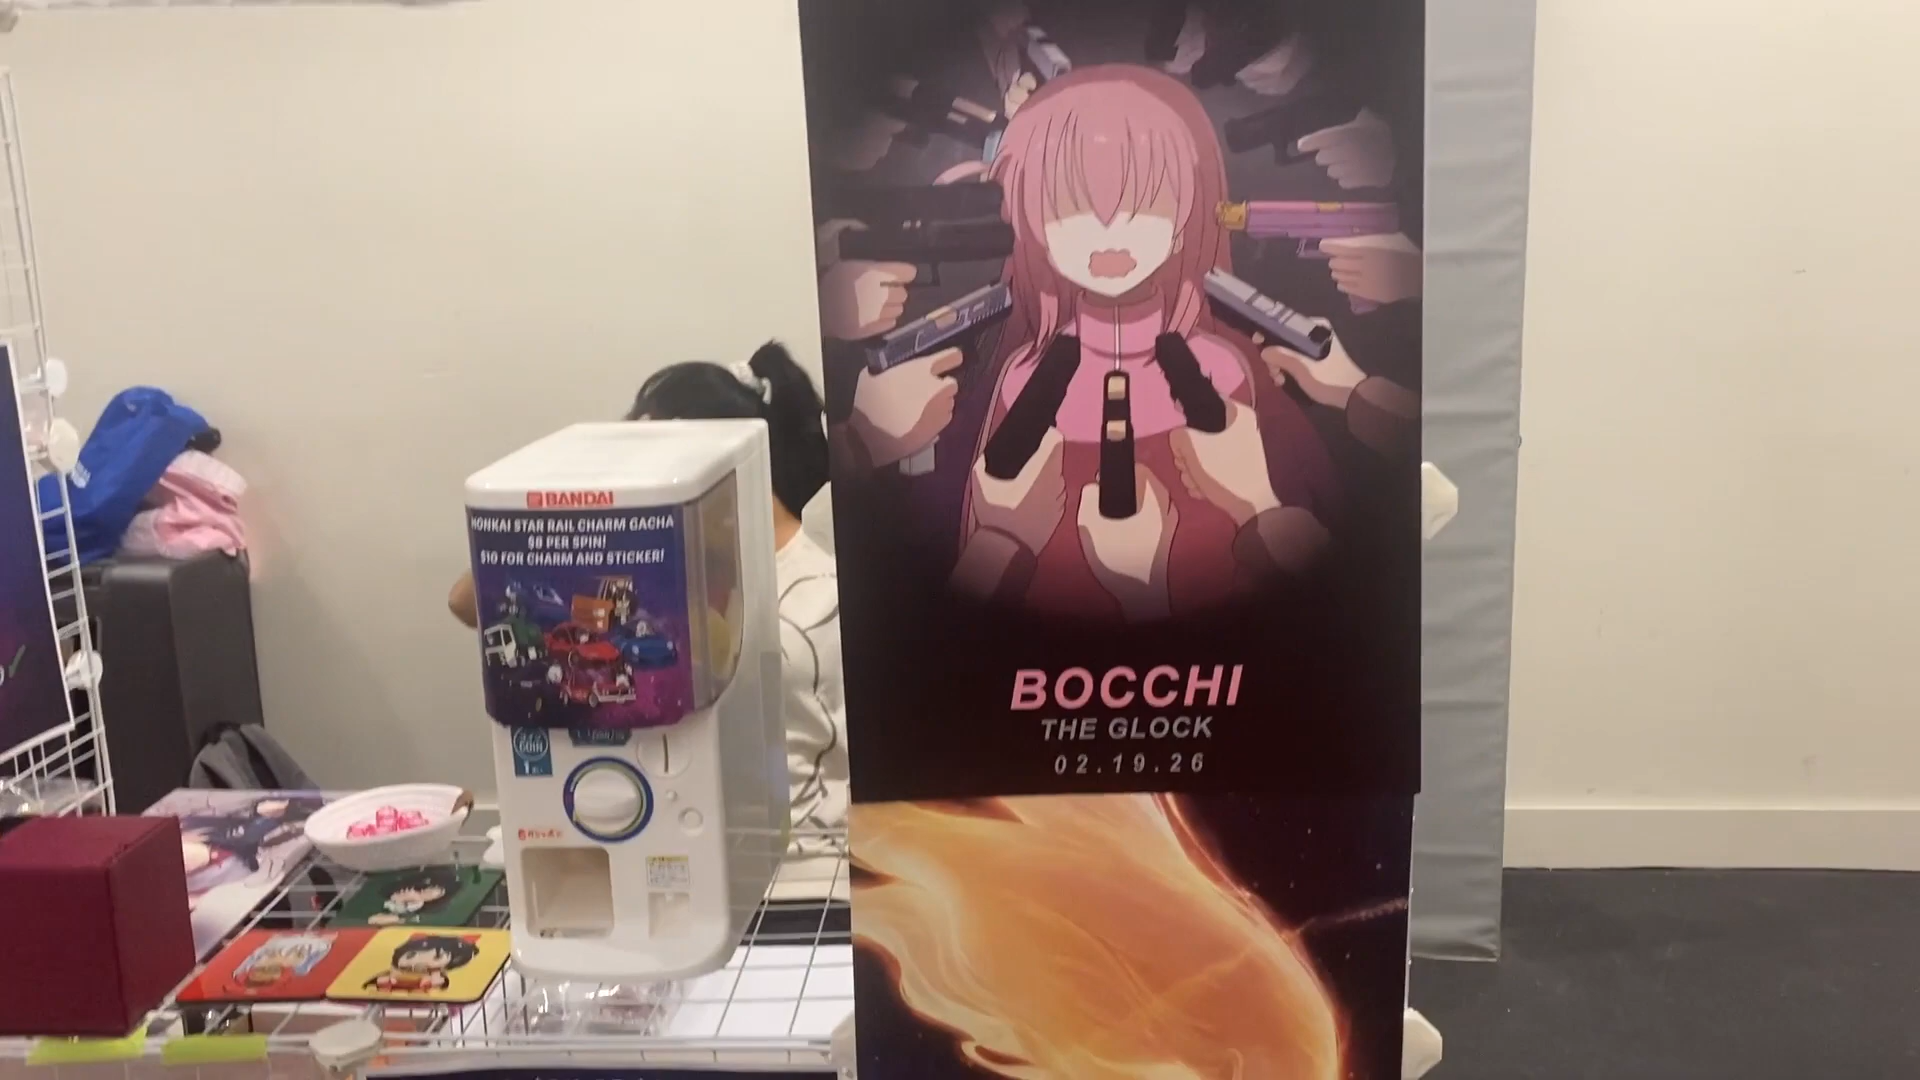 BANDAI
HONKAI STAR RAIL CHARM GACHA
$8 PER SPIN!
$10 FOR CHARM AND STICKER!
BOCCHI
THE GLOCK
02.19.26